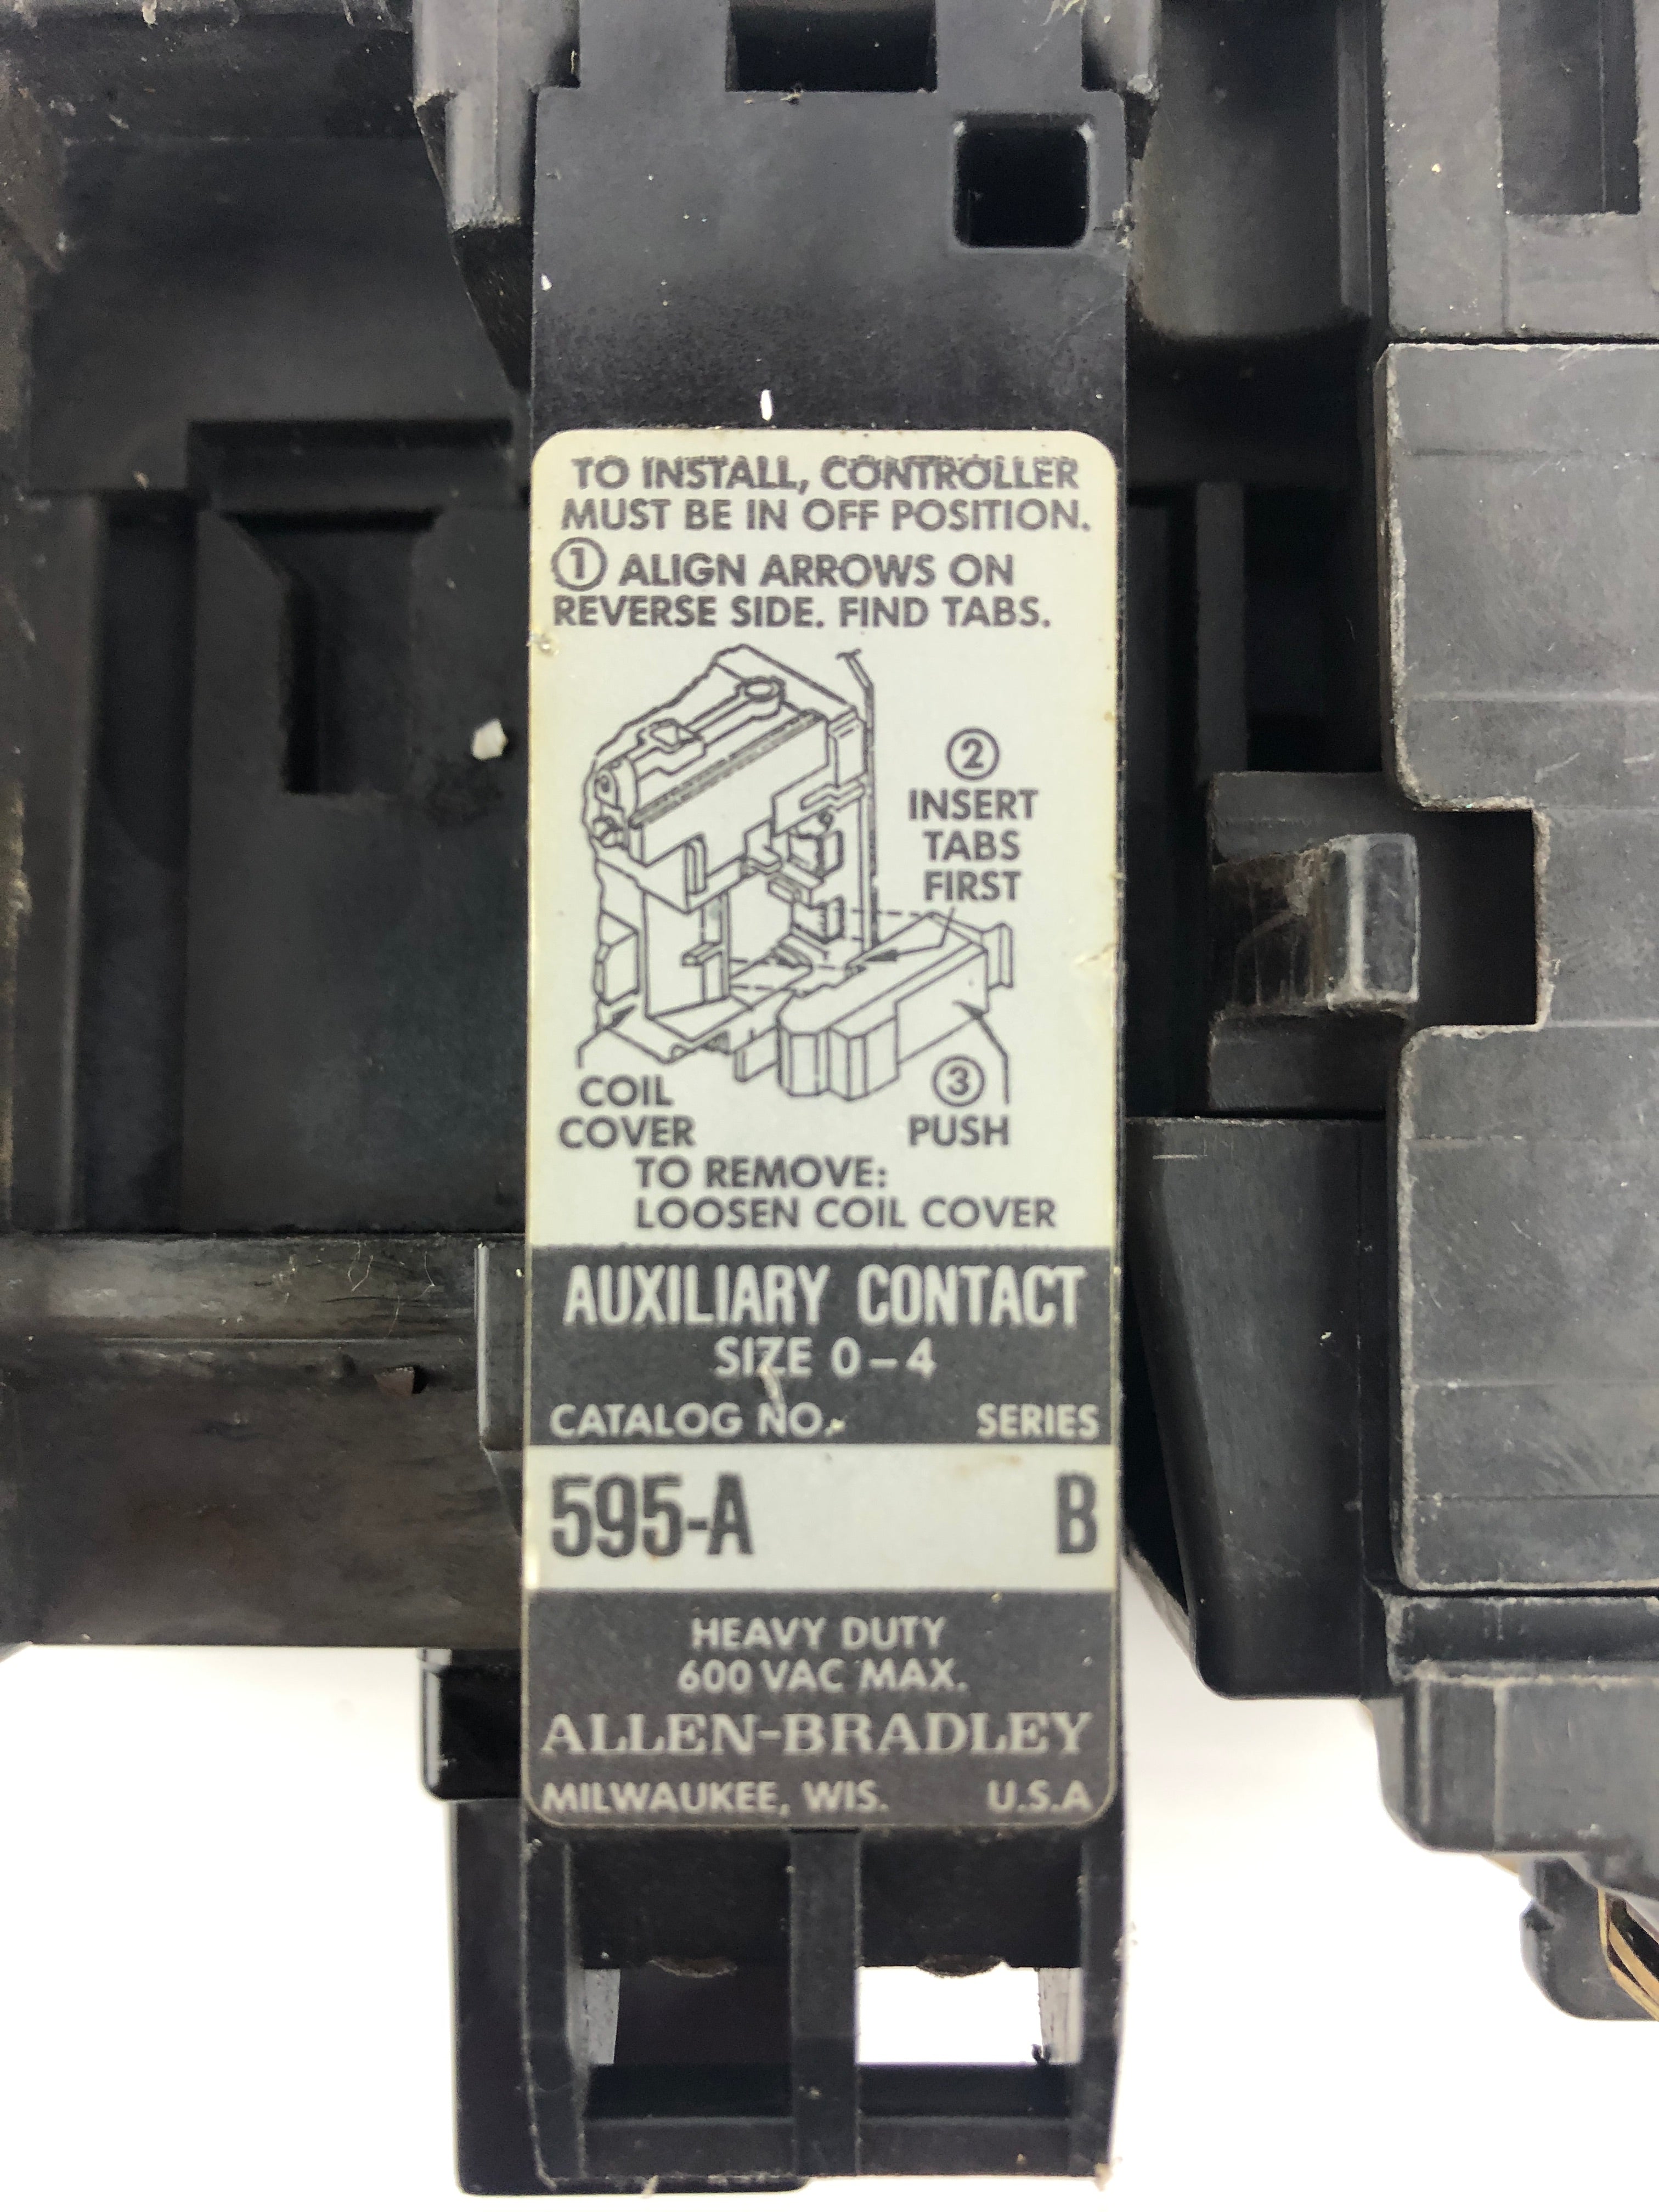 TO INSTALL, CONTROLLER
MUST BE IN OFF POSITION.
① ALIGN ARROWS ON
REVERSE SIDE. FIND TABS.
②
INSERT
TABS
FIRST
COIL
COVER
③
PUSH
TO REMOVE:
LOOSEN COIL COVER
AUXILIARY CONTACT
SIZE 0-4
CATALOG NO. SERIES
595-A B
HEAVY DUTY
600 VAC MAX.
ALLEN-BRADLEY
MILWAUKEE, WIS. U.S.A